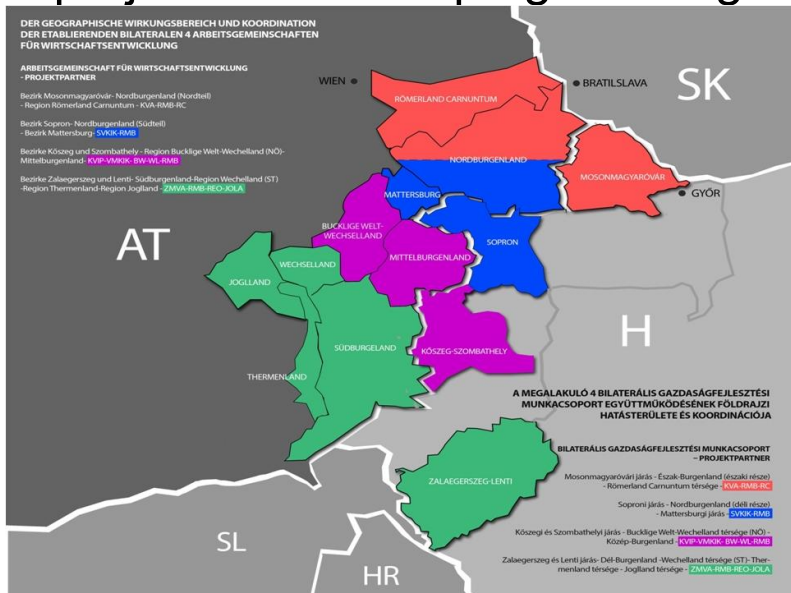 DER GEOGRAPHISCHE WIRKUNGSBEREICH UND KOORDINATION
DER ETABLIERENDEN BILATERALEN 4 ARBEITSGEMEINSCHAFTEN
FÜR WIRTSCHAFTSENTWICKLUNG
ARBEITSGEMEINSCHAFT FÜR WIRTSCHAFTSENTWICKLUNG
- PROJEKTPARTNER
Bezirk Mosonmagyaróvár- Nordburgenland (Nordteil)
- Region Römerland Carnuntum - KVA-RMB-RC
Bezirk Sopron- Nordburgenland (Südteil)
- Bezirk Mattersburg- SVKIK-RMB
Bezirke Kőszeg und Szombathely - Region Bucklige Welt-Wechelland (NÖ)-
Mittelburgenland- KVIP-VMKIK- BW-WL-RMB
Bezirke Zalaegerszeg und Lenti- Südburgenland-Region Wechelland (ST)
-Region Thermenland-Region Joglland - ZMVA-RMB-REO-JOLA
WIEN
BRATILSLAVA
SK
RÖMERLAND CARNUNTUM
NORDBURGENLAND
MOSONMAGYARÓVÁR
GYŐR
MATTERSBURG
BUCKLIGE WELT-
WECHSELLAND
SOPRON
AT
MITTELBURGENLAND
WECHSELLAND
JOGLLAND
H
SÜDBURGELAND
KŐSZEG-SZOMBATHELY
THERMENLAND
A MEGALAKULÓ 4 BILATERÁLIS GAZDASÁGFEJLESZTÉSI
MUNKACSOPORT EGYÜTTMŰKÖDÉSÉNEK FÖLDRAJZI
HATÁSTERÜLETE ÉS KOORDINÁCIÓJA
BILATERÁLIS GAZDASÁGFEJLESZTÉSI MUNKACSOPORT
- PROJEKTPARTNER
ZALAEGERSZEG-LENTI
Mosonmagyaróvári járás - Észak-Burgenland (északi része)
- Römerland Carnuntum térsége - KVA-RMB-RC
Soproni járás - Nordburgenland (déli része)
- Mattersburgi járás - SVKIK-RMB
Kőszegi és Szombathelyi járás - Bucklige Welt-Wechelland térsége (NÖ) -
Közép-Burgenland - KVIP-VMKIK- BW-WL-RMB
Zalaegerszeg és Lenti járás- Dél-Burgenland -Wechelland térsége (ST)- Ther-
menland térsége - Joglland térsége - ZMVA-RMB-REO-JOLA
SL
HR